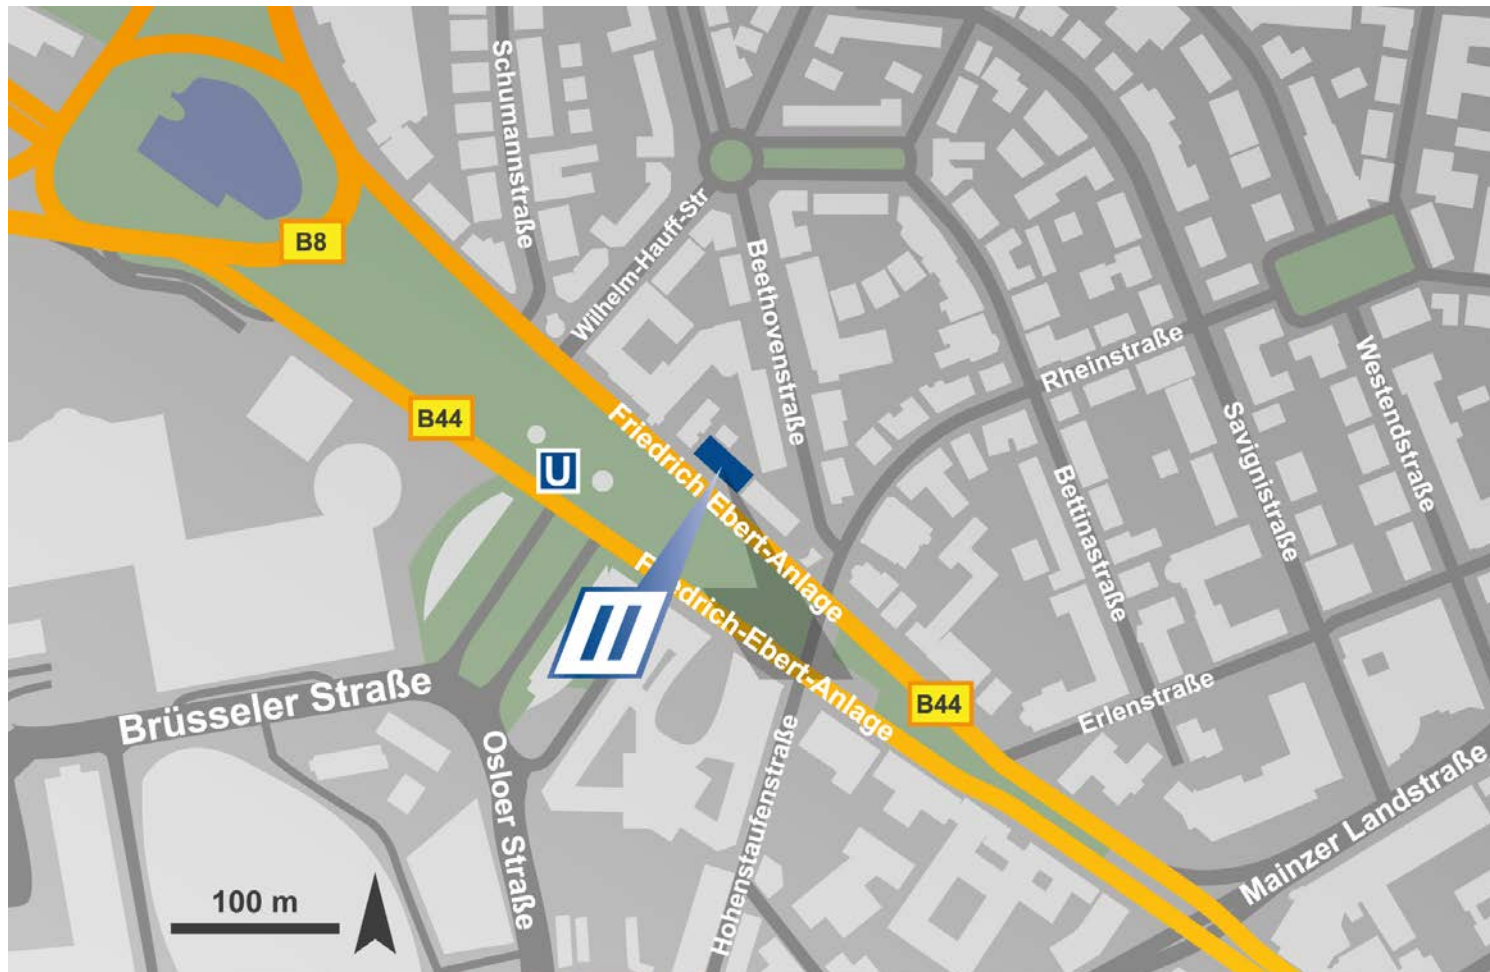 Schumannstraße
B8
Wilhelm-Hauff-Str
Beethovenstraße
Rheinstraße
Westendstraße
B44
Friedrich-Ebert-Anlage
Savignistraße
U
Bettinastraße
Friedrich-Ebert-Anlage
Brüsseler Straße
B44
Erlenstraße
Osloer Straße
Hohenstaufenstraße
Mainzer Landstraße
100 m